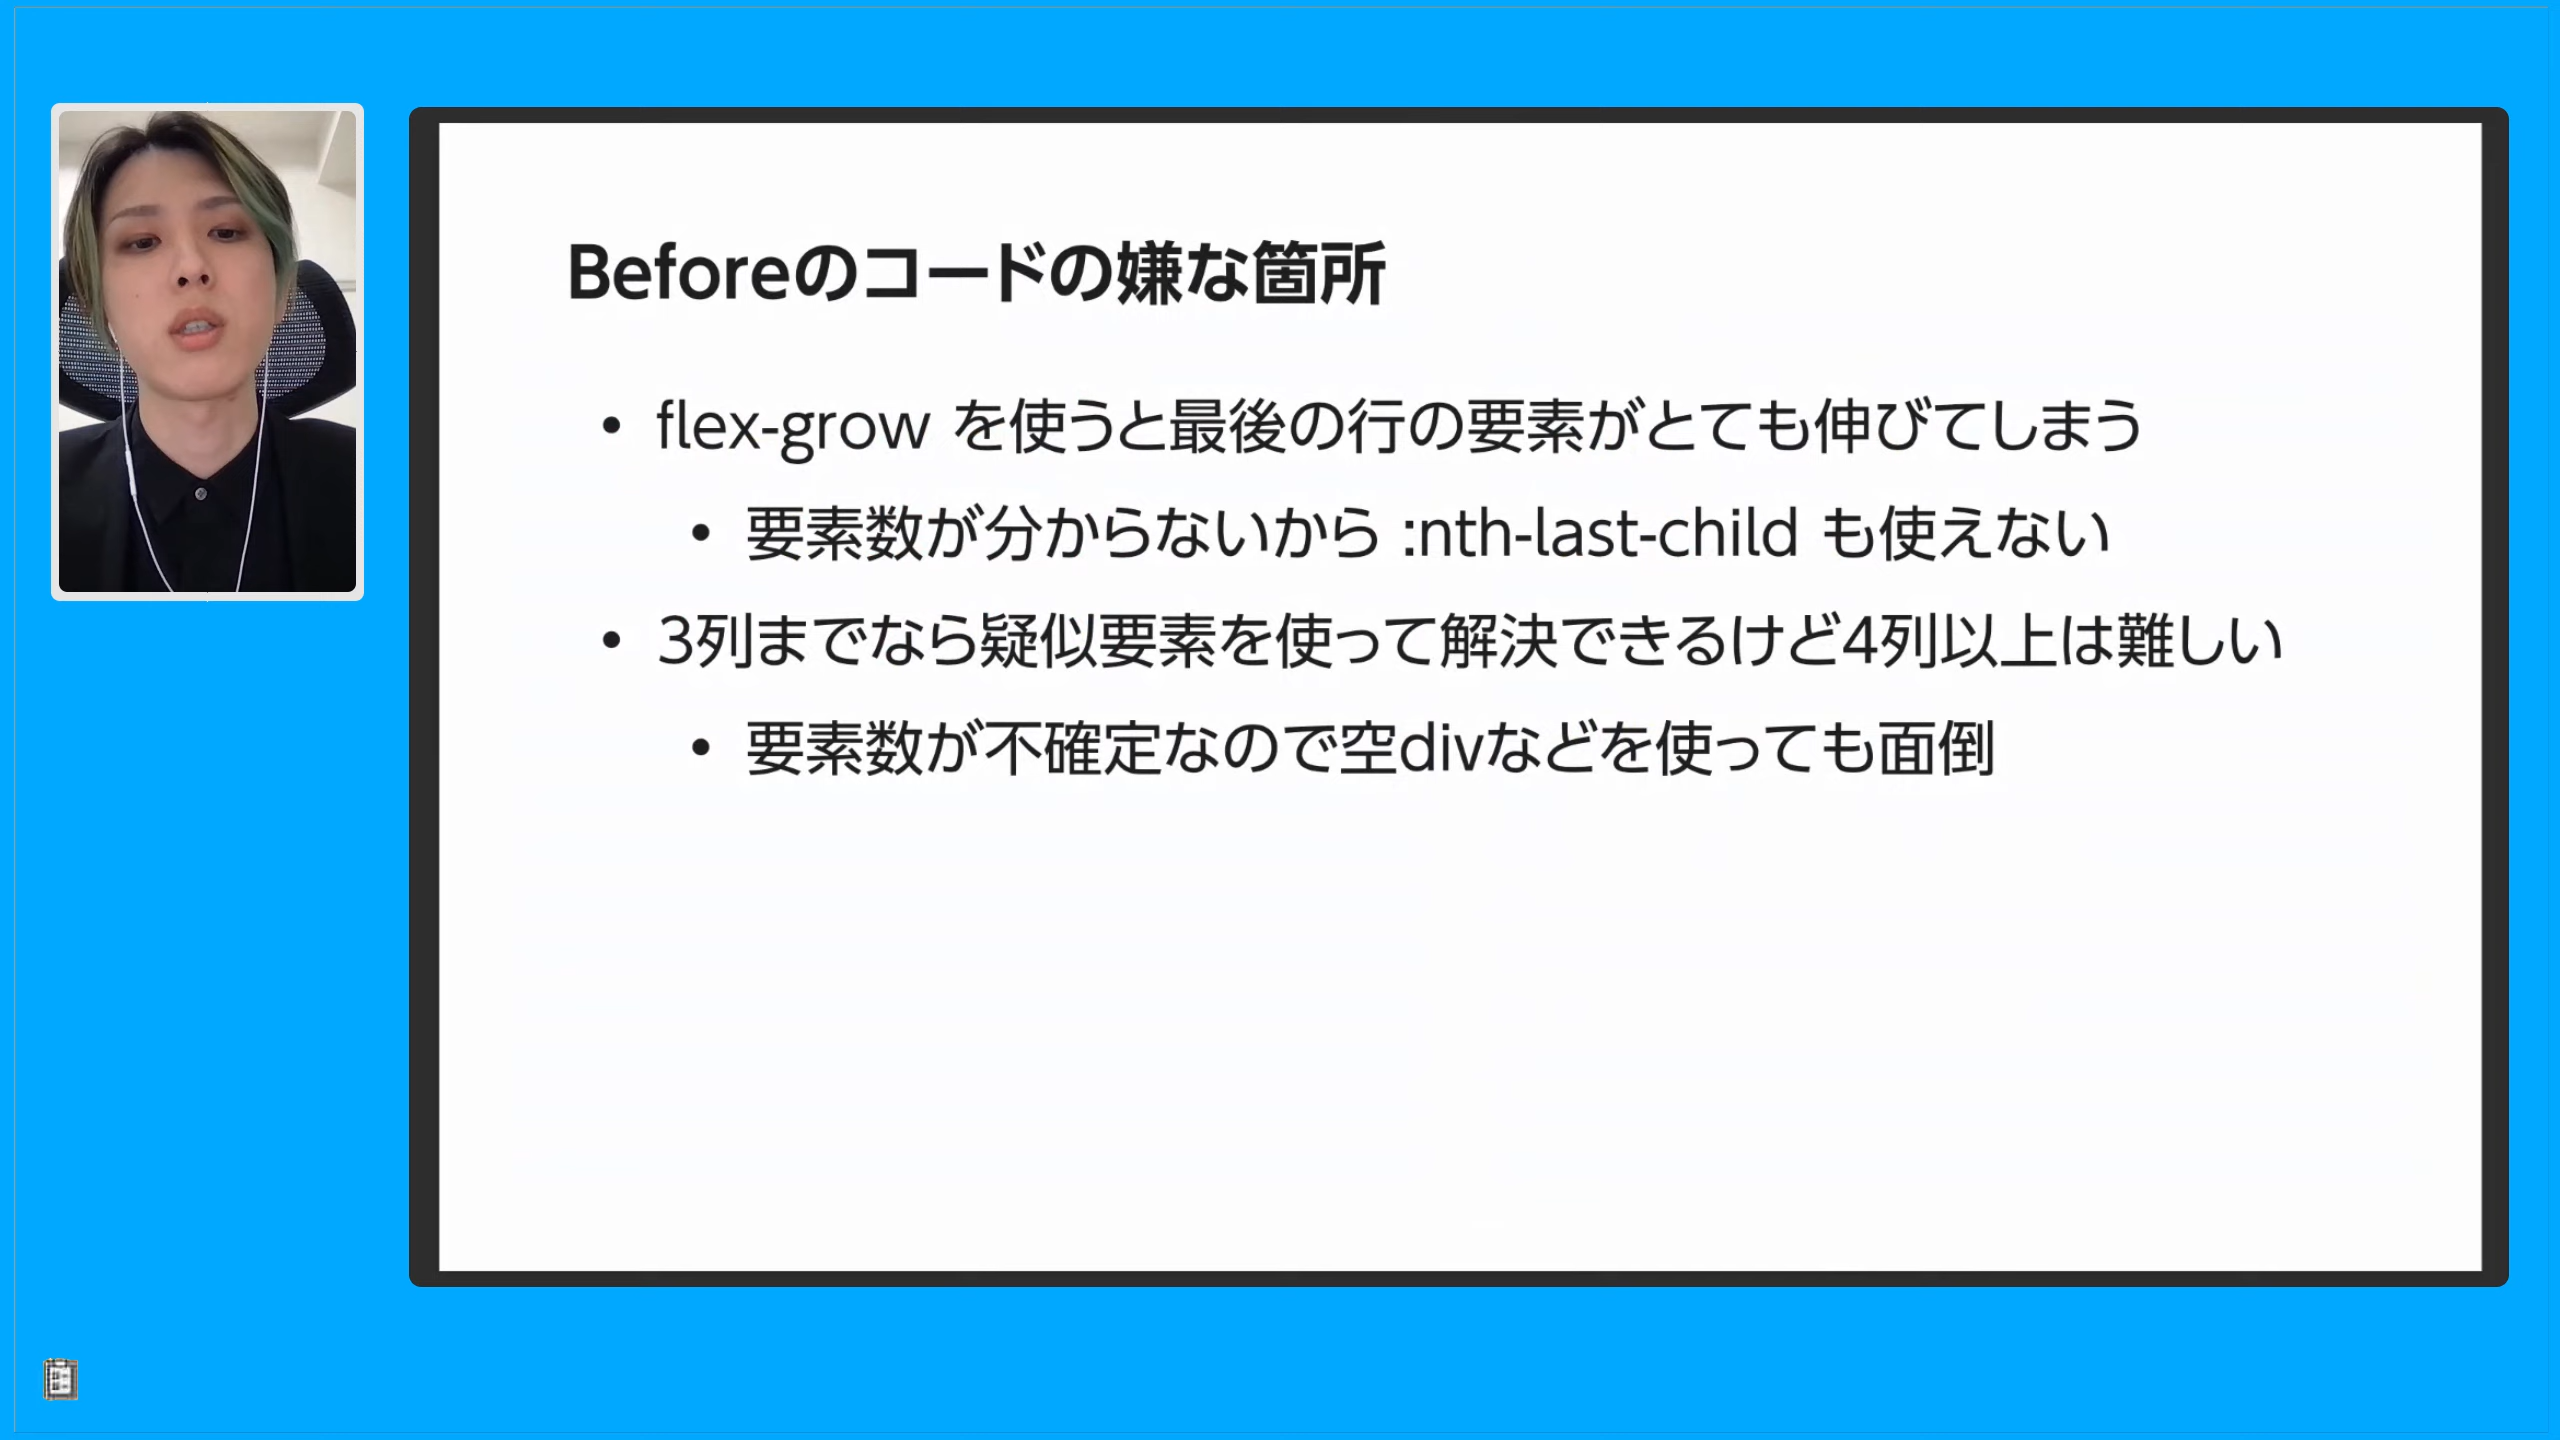 Beforeのコードの嫌な箇所
• flex-grow を使うと最後の行の要素がとても伸びてしまう
• 要素数が分からないから :nth-last-child も使えない
• 3列までなら疑似要素を使って解決できるけど4列以上は難しい
• 要素数が不確定なので空divなどを使っても面倒